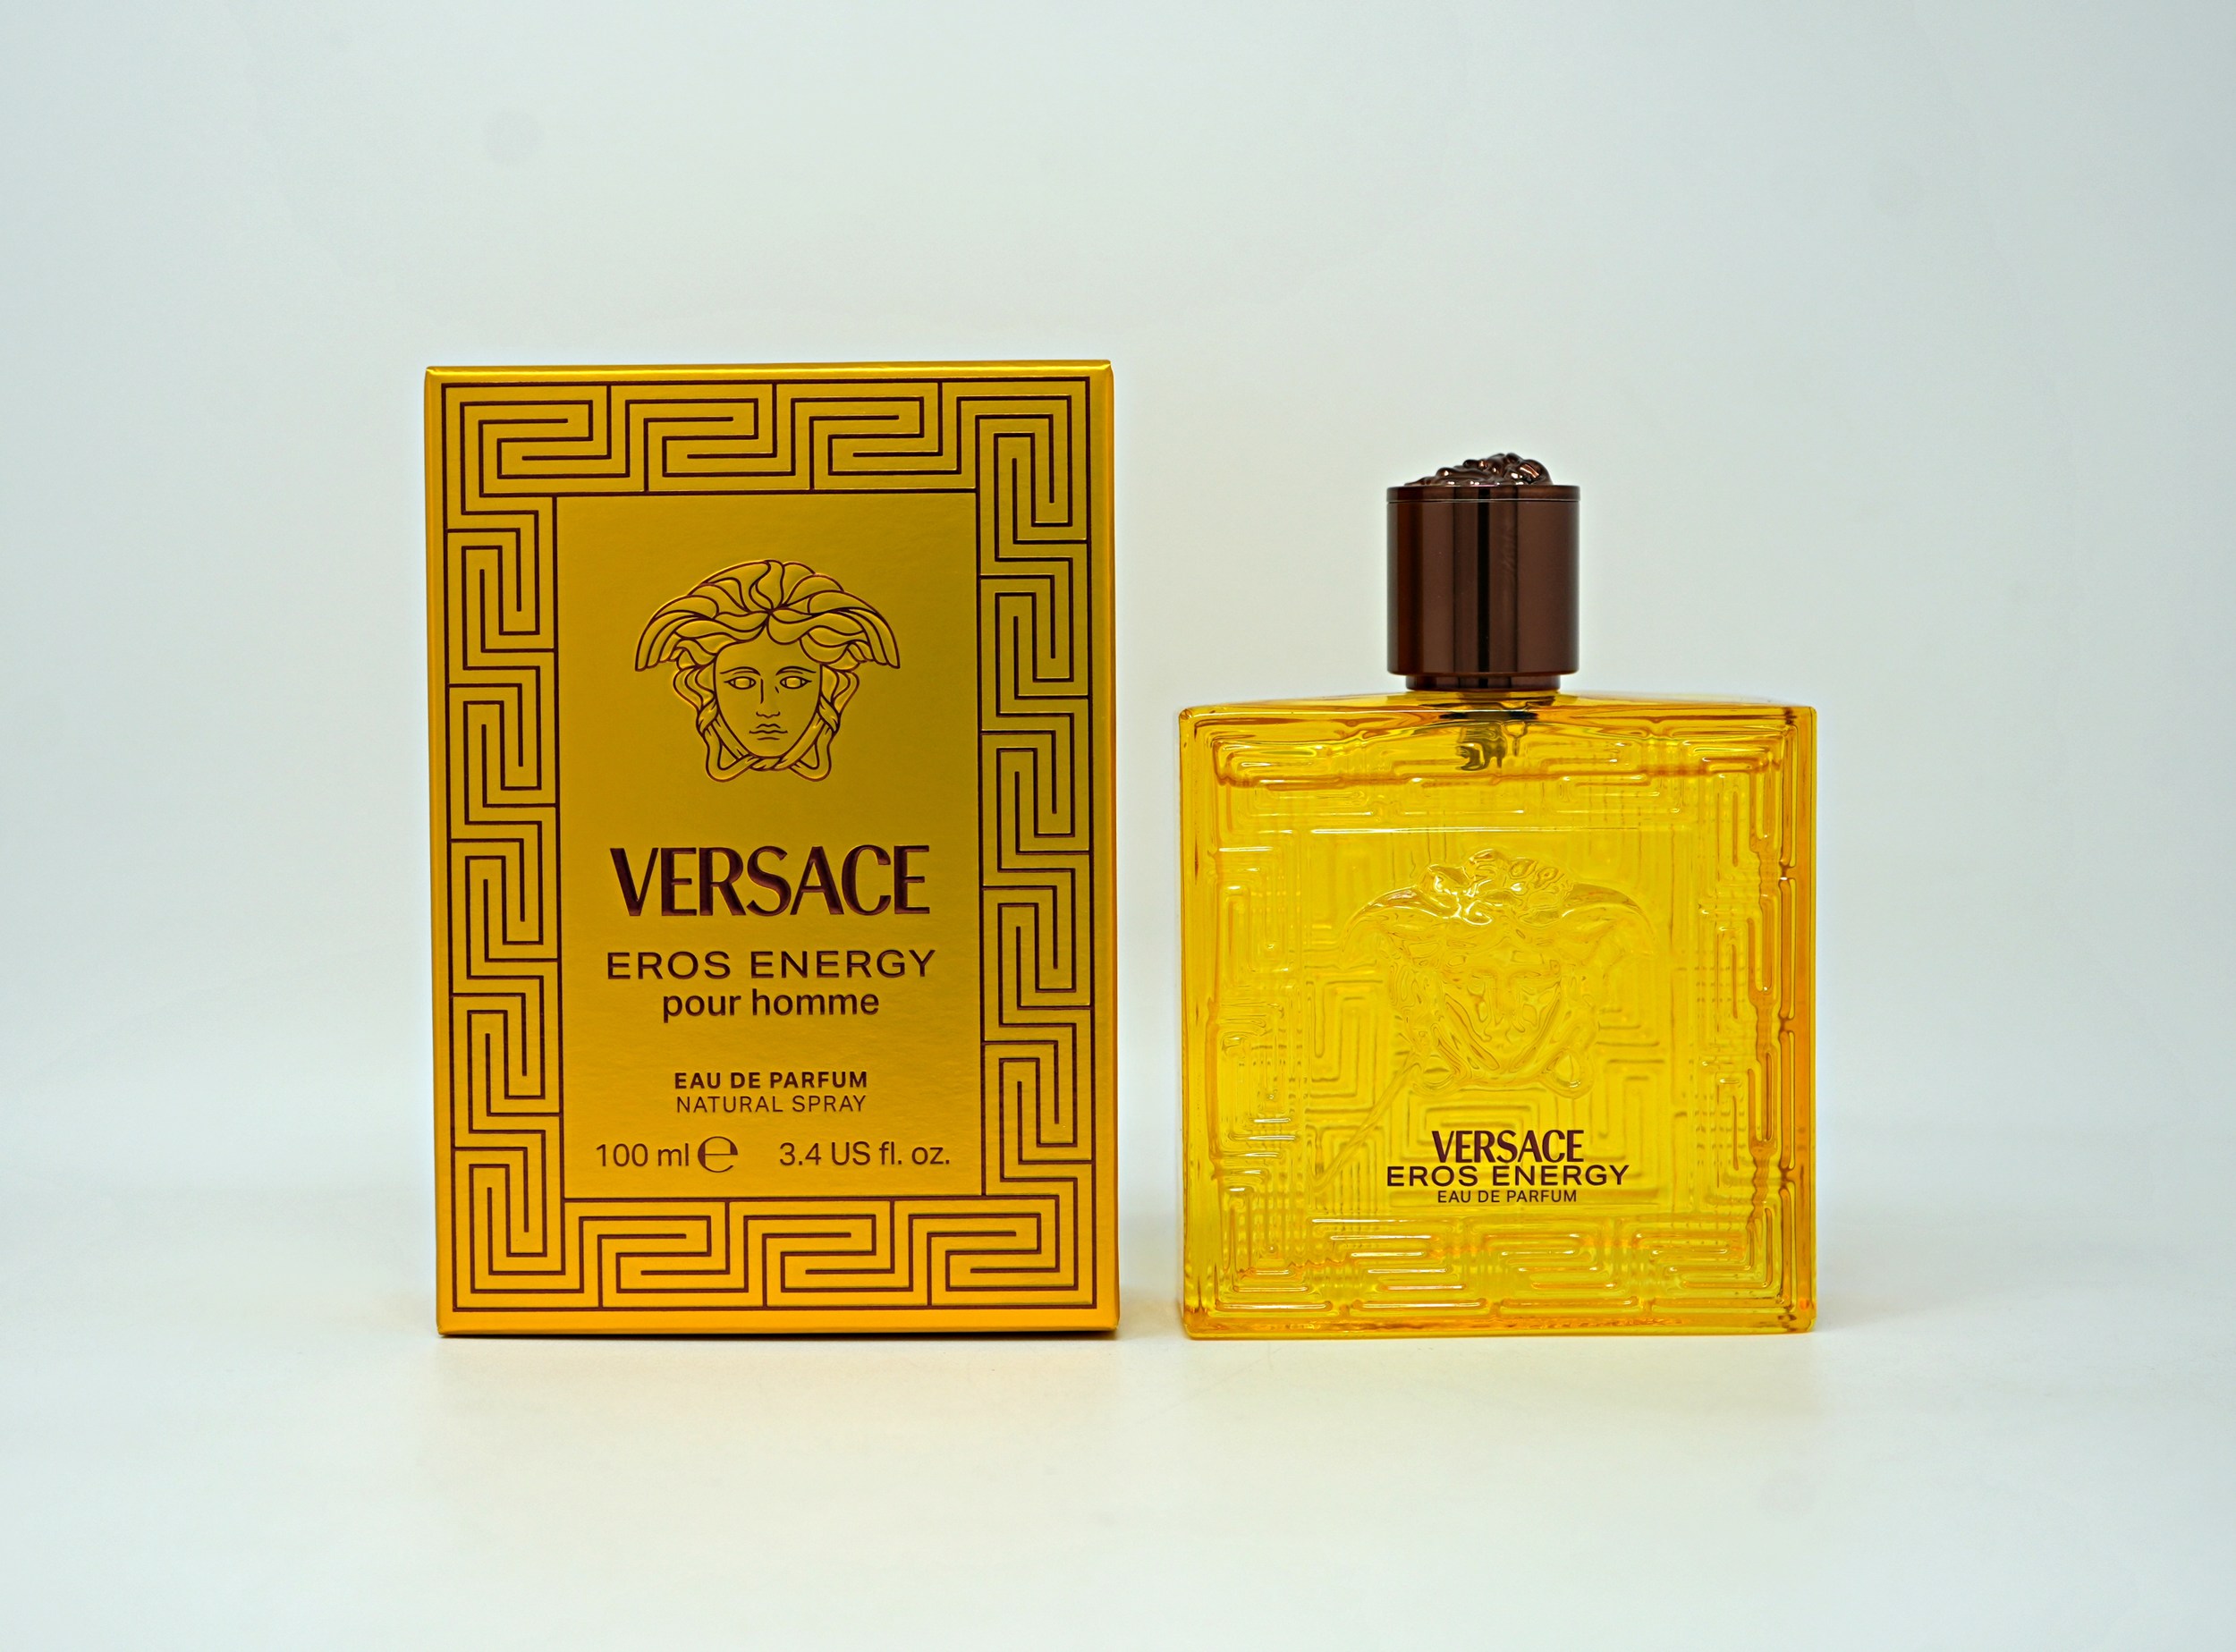 VERSACE
EROS ENERGY
pour homme
EAU DE PARFUM
NATURAL SPRAY
100 ml ℮ 3.4 US fl. oz.
VERSACE
EROS ENERGY
EAU DE PARFUM